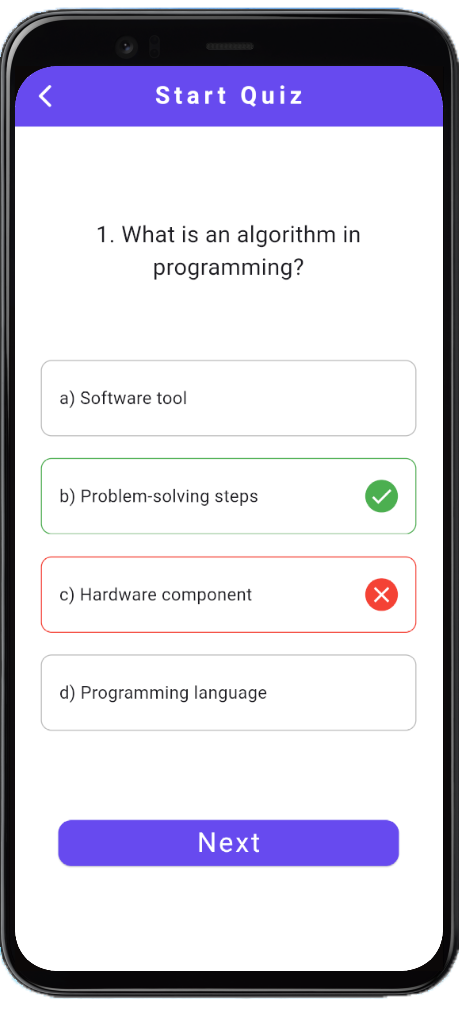 Start Quiz
1. What is an algorithm in
programming?
a) Software tool
b) Problem-solving steps
c) Hardware component
d) Programming language
Next